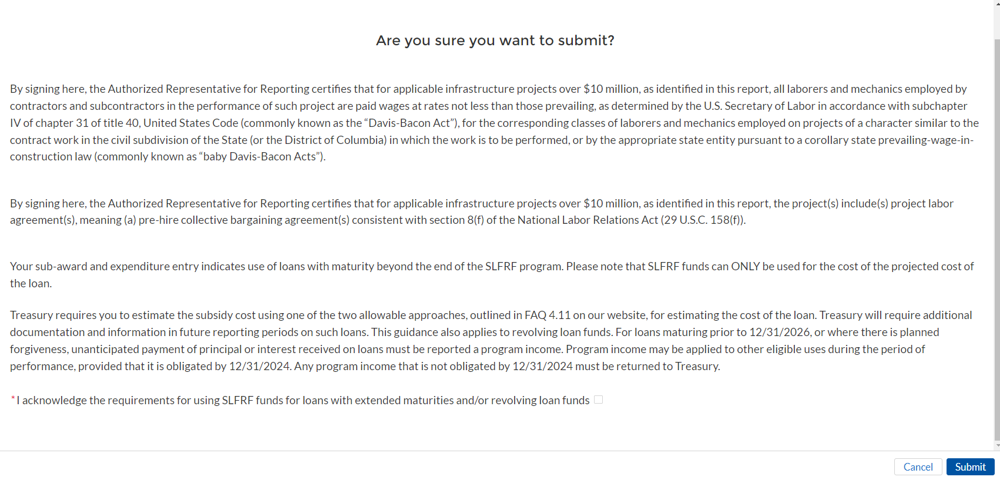 Are you sure you want to submit?
By signing here, the Authorized Representative for Reporting certifies that for applicable infrastructure projects over $10 million, as identified in this report, all laborers and mechanics employed by
contractors and subcontractors in the performance of such project are paid wages at rates not less than those prevailing, as determined by the U.S. Secretary of Labor in accordance with subchapter
IV of chapter 31 of title 40, United States Code (commonly known as the “Davis-Bacon Act”), for the corresponding classes of laborers and mechanics employed on projects of a character similar to the
contract work in the civil subdivision of the State (or the District of Columbia) in which the work is to be performed, or by the appropriate state entity pursuant to a corollary state prevailing-wage-in-
construction law (commonly known as “baby Davis-Bacon Acts”).
By signing here, the Authorized Representative for Reporting certifies that for applicable infrastructure projects over $10 million, as identified in this report, the project(s) include(s) project labor
agreement(s), meaning (a) pre-hire collective bargaining agreement(s) consistent with section 8(f) of the National Labor Relations Act (29 U.S.C. 158(f)).
Your sub-award and expenditure entry indicates use of loans with maturity beyond the end of the SLFRF program. Please note that SLFRF funds can ONLY be used for the cost of the projected cost of
the loan.
Treasury requires you to estimate the subsidy cost using one of the two allowable approaches, outlined in FAQ 4.11 on our website, for estimating the cost of the loan. Treasury will require additional
documentation and information in future reporting periods on such loans. This guidance also applies to revolving loan funds. For loans maturing prior to 12/31/2026, or where there is planned
forgiveness, unanticipated payment of principal or interest received on loans must be reported a program income. Program income may be applied to other eligible uses during the period of
performance, provided that it is obligated by 12/31/2024. Any program income that is not obligated by 12/31/2024 must be returned to Treasury.
*I acknowledge the requirements for using SLFRF funds for loans with extended maturities and/or revolving loan funds
Cancel Submit